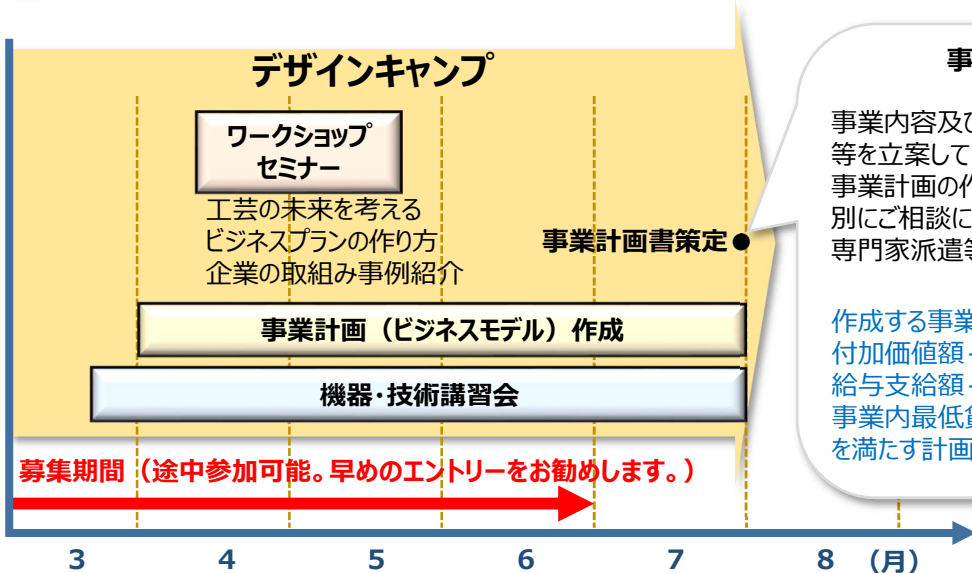 デザインキャンプ
ワークショップ
セミナー
工芸の未来を考える
ビジネスプランの作り方
企業の取組み事例紹介
事業計画書策定●
事業計画（ビジネスモデル）作成
機器・技術講習会
募集期間（途中参加可能。早めのエントリーをお勧めします。）
3 4 5 6 7 8 （月）
事
事業内容及び
等を立案して
事業計画の作
別にご相談に
専門家派遣等
作成する事業
付加価値額
給与支給額
事業内最低賃
を満たす計画